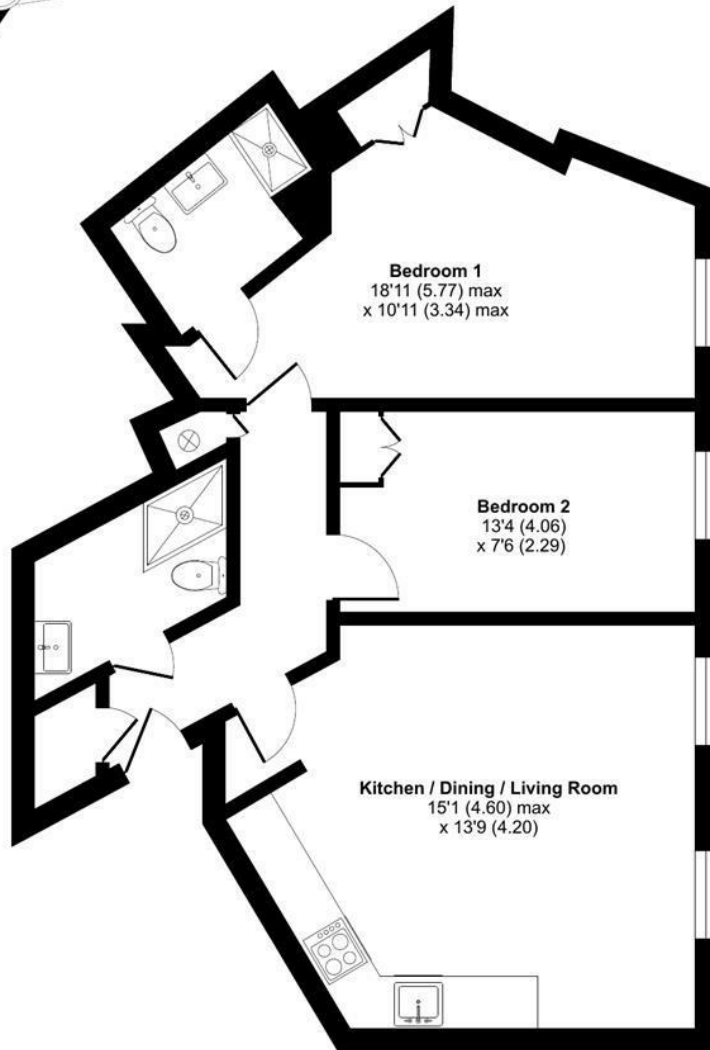 Bedroom 1
18'11 (5.77) max
x 10'11 (3.34) max
Bedroom 2
13'4 (4.06)
x 7'6 (2.29)
Kitchen / Dining / Living Room
15'1 (4.60) max
x 13'9 (4.20)